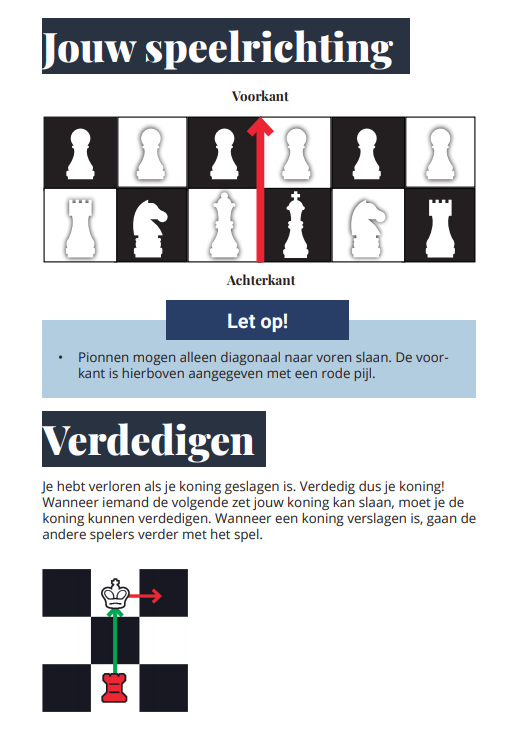 Jouw speelrichting
Voorkant
Achterkant
Let op!
• Pionnen mogen alleen diagonaal naar voren slaan. De voor-
kant is hierboven aangegeven met een rode pijl.
Verdedigen
Je hebt verloren als je koning geslagen is. Verdedig dus je koning!
Wanneer iemand de volgende zet jouw koning kan slaan, moet je de
koning kunnen verdedigen. Wanneer een koning verslagen is, gaan de
andere spelers verder met het spel.